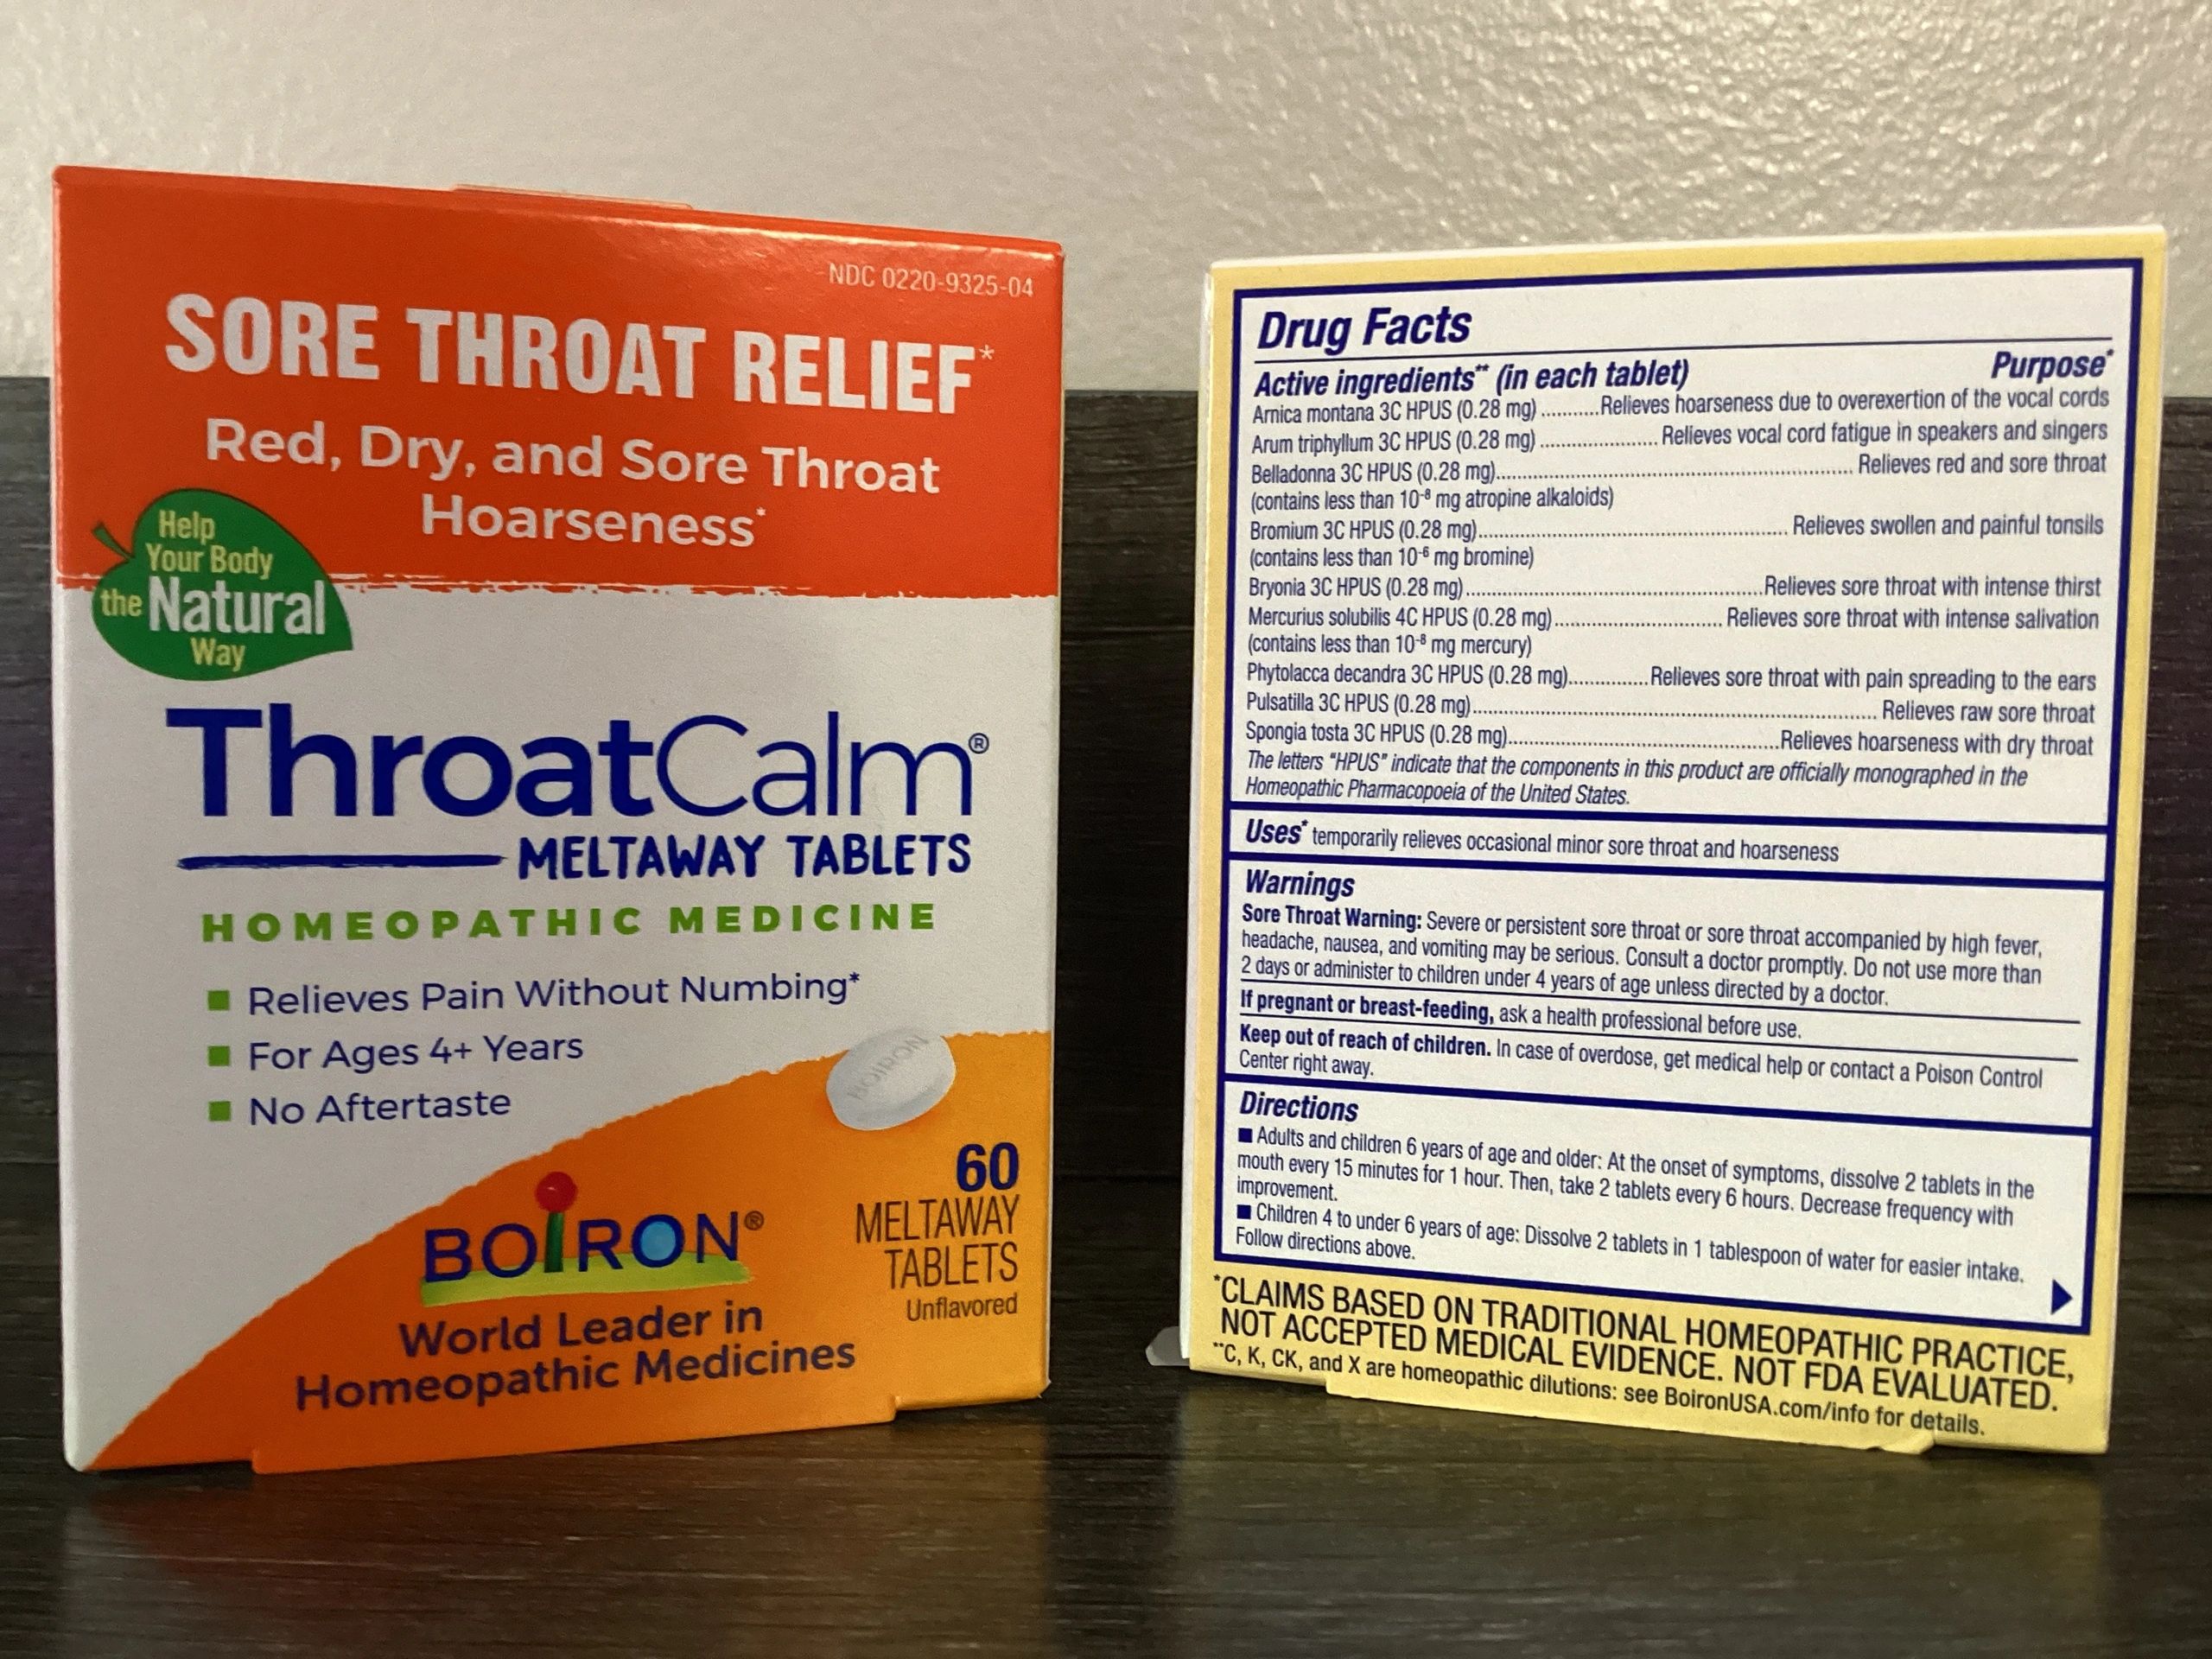 NDC 0220-9325-04
SORE THROAT RELIEF*
Red, Dry, and Sore Throat
Hoarseness*
Help
Your Body
the Natural
Way
ThroatCalm®
MELTAWAY TABLETS
HOMEOPATHIC MEDICINE
■ Relieves Pain Without Numbing*
■ For Ages 4+ Years
■ No Aftertaste
BOIRON
60
MELTAWAY
TABLETS
Unflavored
BOIRON®
World Leader in
Homeopathic Medicines
Drug Facts
Active ingredients** (in each tablet) Purpose*
Arnica montana 3C HPUS (0.28 mg) ...........Relieves hoarseness due to overexertion of the vocal cords
Arum triphyllum 3C HPUS (0.28 mg) .................... Relieves vocal cord fatigue in speakers and singers
Belladonna 3C HPUS (0.28 mg)............................................................. Relieves red and sore throat
(contains less than 10⁻⁸ mg atropine alkaloids)
Bromium 3C HPUS (0.28 mg).................................................... Relieves swollen and painful tonsils
(contains less than 10⁻⁶ mg bromine)
Bryonia 3C HPUS (0.28 mg)..................................................Relieves sore throat with intense thirst
Mercurius solubilis 4C HPUS (0.28 mg)............................ Relieves sore throat with intense salivation
(contains less than 10⁻⁸ mg mercury)
Phytolacca decandra 3C HPUS (0.28 mg)..............Relieves sore throat with pain spreading to the ears
Pulsatilla 3C HPUS (0.28 mg).................................................................... Relieves raw sore throat
Spongia tosta 3C HPUS (0.28 mg).............................................Relieves hoarseness with dry throat
The letters "HPUS" indicate that the components in this product are officially monographed in the
Homeopathic Pharmacopoeia of the United States.
Uses* temporarily relieves occasional minor sore throat and hoarseness
Warnings
Sore Throat Warning: Severe or persistent sore throat or sore throat accompanied by high fever,
headache, nausea, and vomiting may be serious. Consult a doctor promptly. Do not use more than
2 days or administer to children under 4 years of age unless directed by a doctor.
If pregnant or breast-feeding, ask a health professional before use.
Keep out of reach of children. In case of overdose, get medical help or contact a Poison Control
Center right away.
Directions
■ Adults and children 6 years of age and older: At the onset of symptoms, dissolve 2 tablets in the
mouth every 15 minutes for 1 hour. Then, take 2 tablets every 6 hours. Decrease frequency with
improvement.
■ Children 4 to under 6 years of age: Dissolve 2 tablets in 1 tablespoon of water for easier intake.
Follow directions above.
*CLAIMS BASED ON TRADITIONAL HOMEOPATHIC PRACTICE,
NOT ACCEPTED MEDICAL EVIDENCE. NOT FDA EVALUATED.
**C, K, CK, and X are homeopathic dilutions: see BoironUSA.com/info for details.